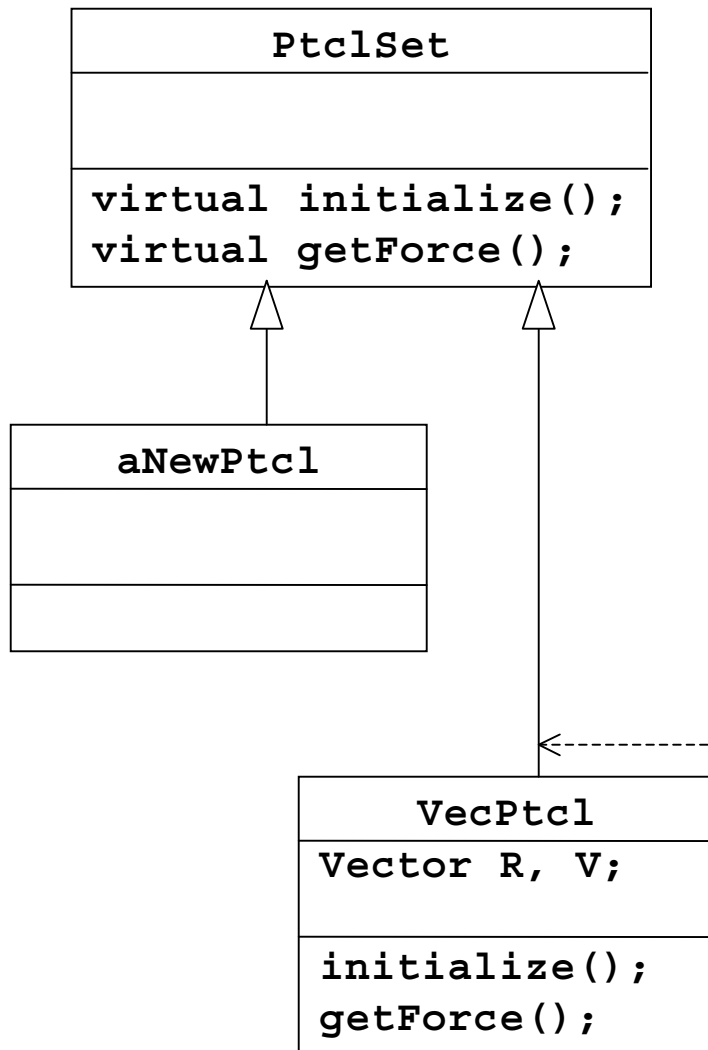 PtclSet
virtual initialize();
virtual getForce();
aNewPtcl
VecPtcl
Vector R, V;
initialize();
getForce();